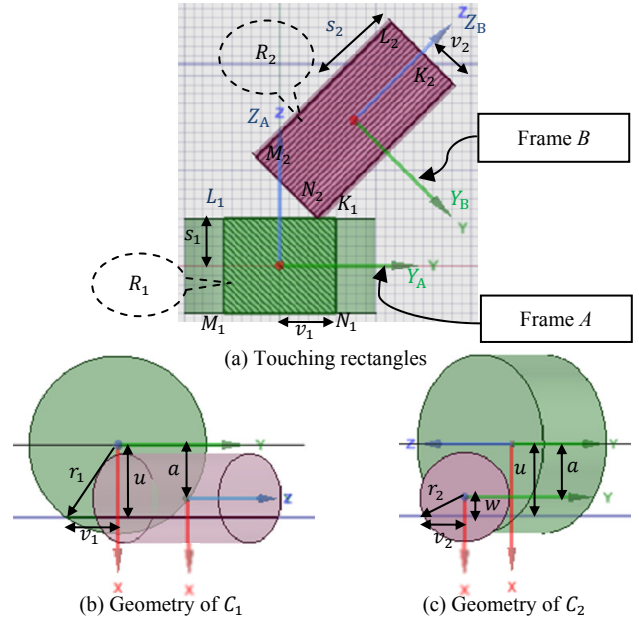 s₂
Z
Z_B
L₂
v₂
R₂
K₂
Z
Z_A
Frame B
M₂
N₂
K₁
Y_B
Y
L₁
s₁
R₁
Y_A
Y
M₁
v₁
N₁
Frame A
(a) Touching rectangles
Y
r₁
u
a
Z
v₁
X
X
(b) Geometry of C₁
Z
Y
u
a
r₂
w
Y
v₂
X
X
(c) Geometry of C₂